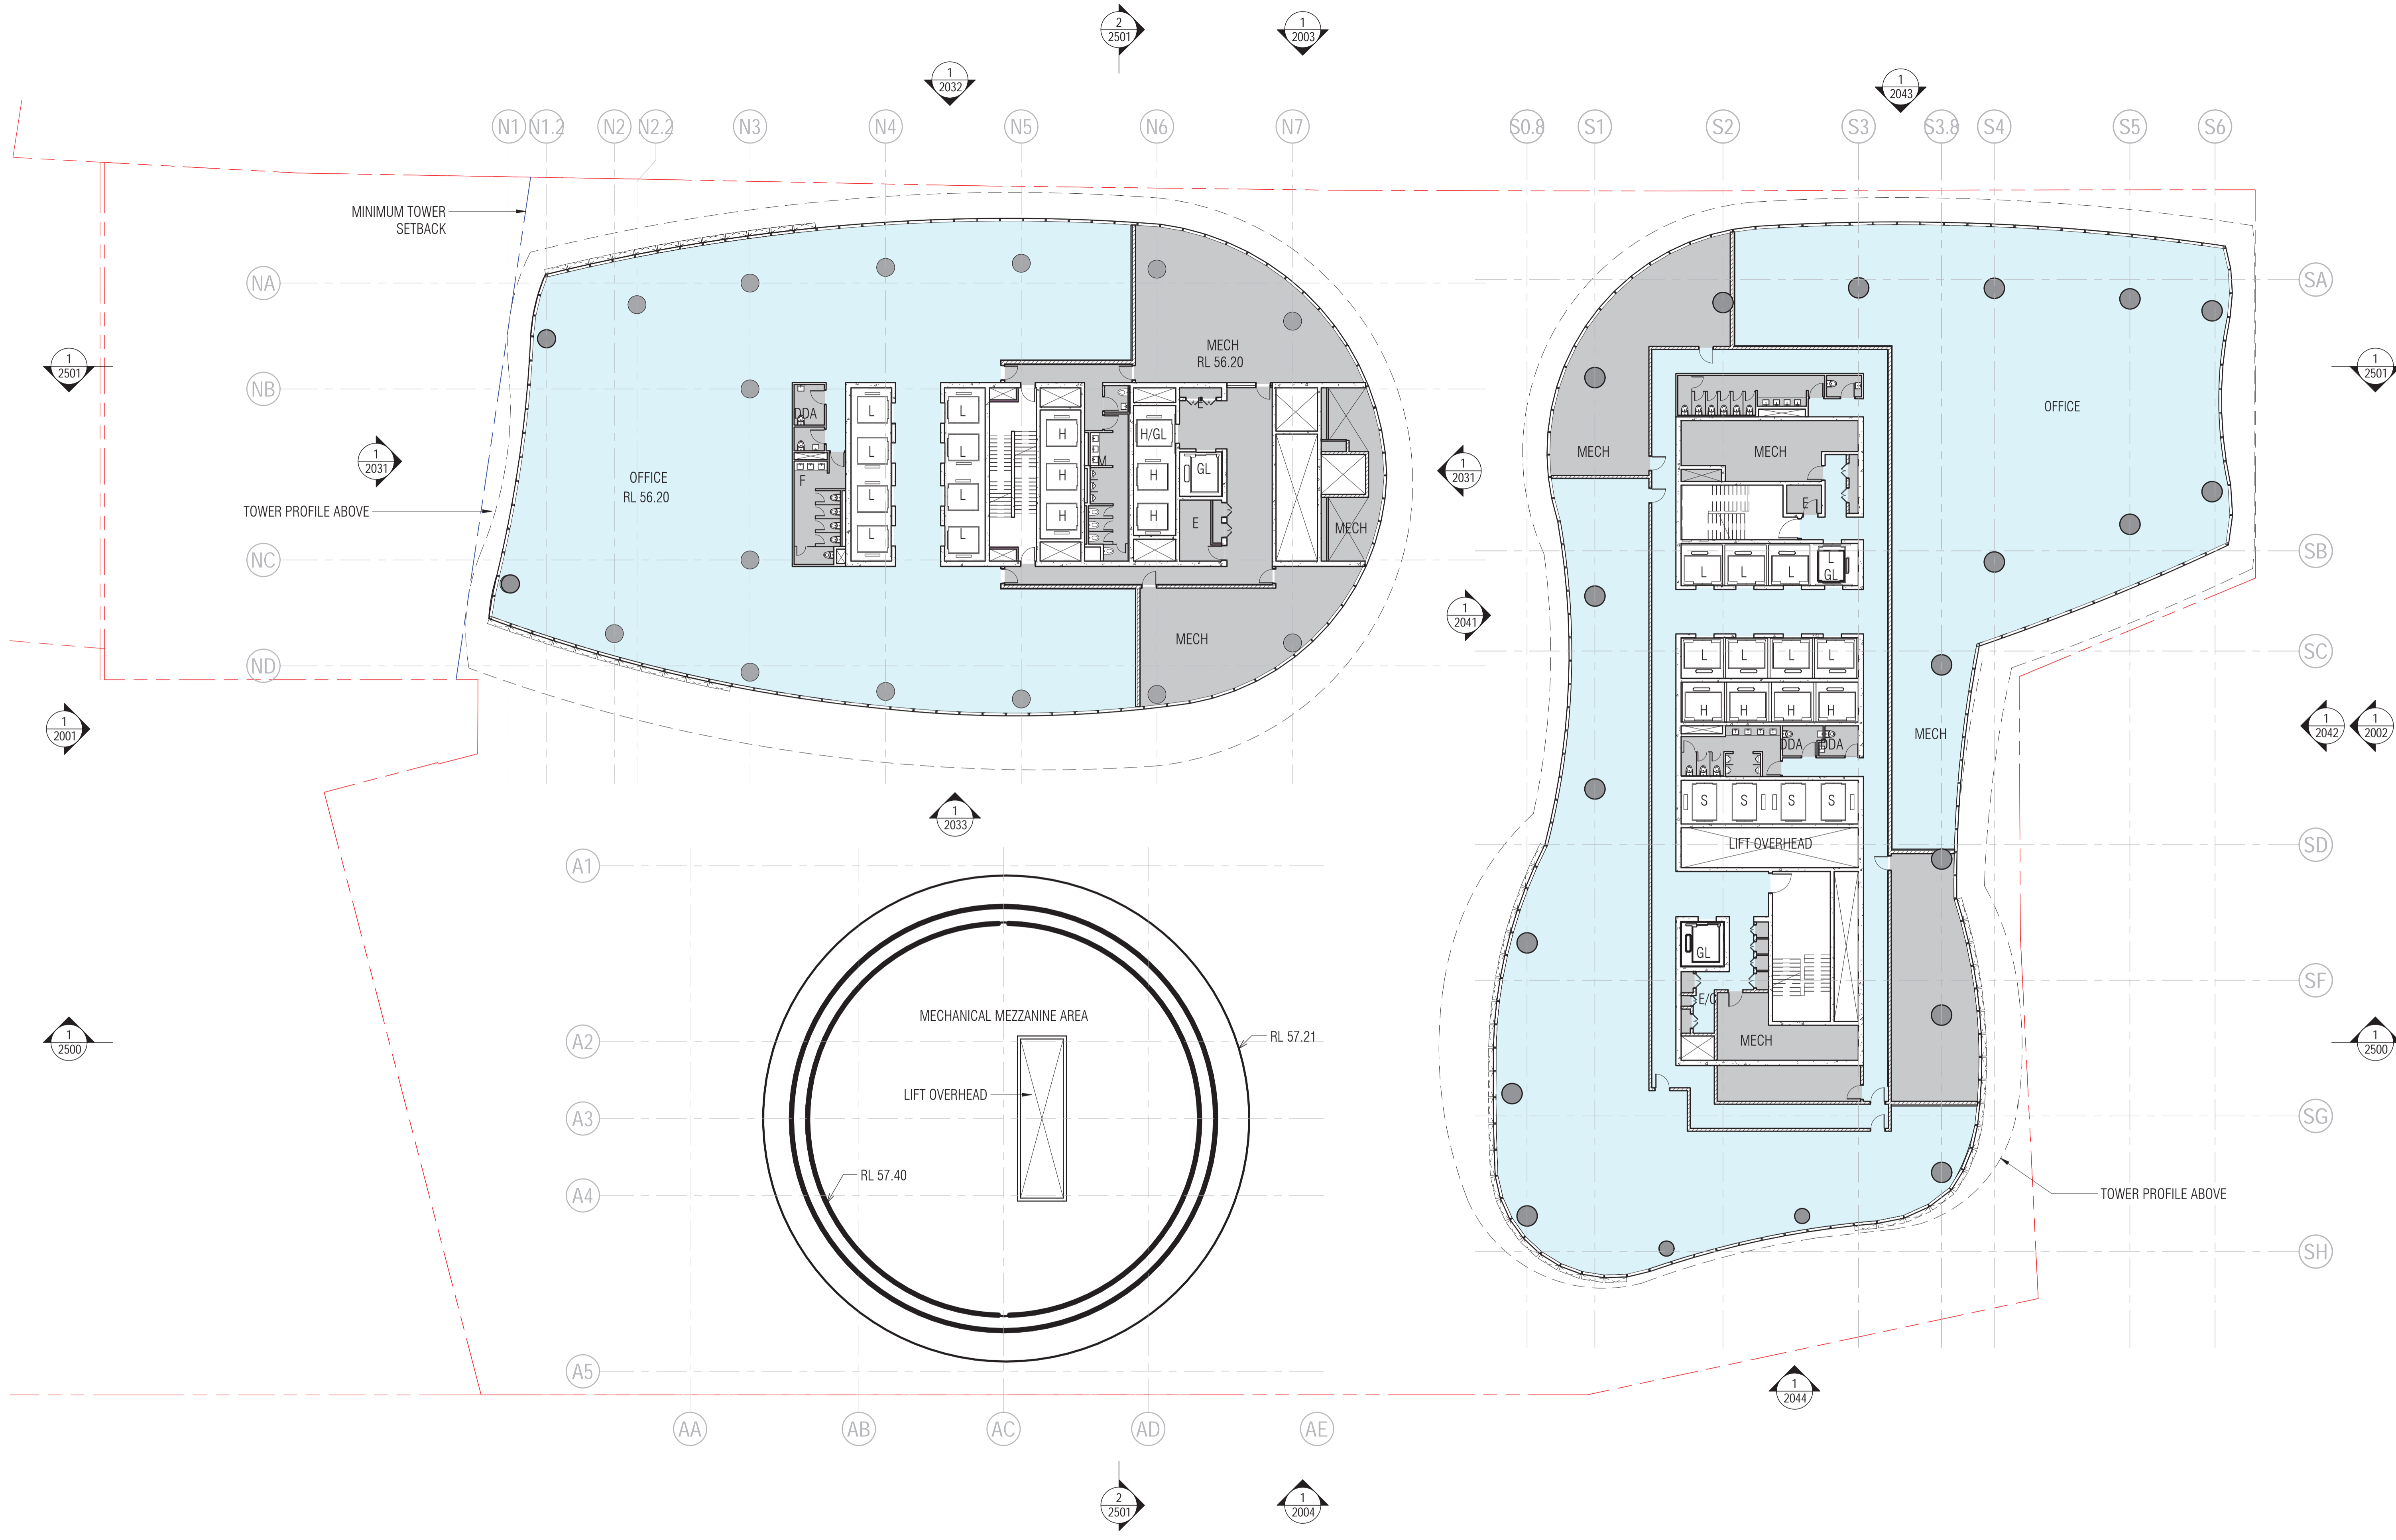 2
2501
1
2003
1
2032
1
2043
N1
N1.2
N2
N2.2
N3
N4
N5
N6
N7
S0.8
S1
S2
S3
S3.8
S4
S5
S6
MINIMUM TOWER
SETBACK
NA
SA
MECH
RL 56.20
1
2501
1
2501
NB
OFFICE
DDA
L
L
H
H/GL
E
L
L
H
H
GL
M
F
L
L
H
H
E
L
L
MECH
MECH
MECH
1
2031
1
2031
OFFICE
RL 56.20
TOWER PROFILE ABOVE
E
NC
SB
L
L
L
L
GL
1
2041
MECH
ND
SC
L
L
L
L
H
H
H
H
1
2001
MECH
DDA
DDA
1
2042
1
2002
S
S
S
S
1
2033
LIFT OVERHEAD
SD
A1
GL
SF
E/C
MECHANICAL MEZZANINE AREA
RL 57.21
MECH
1
2500
1
2500
A2
LIFT OVERHEAD
A3
SG
RL 57.40
A4
TOWER PROFILE ABOVE
SH
A5
1
2044
AA
AB
AC
AD
AE
2
2501
1
2004